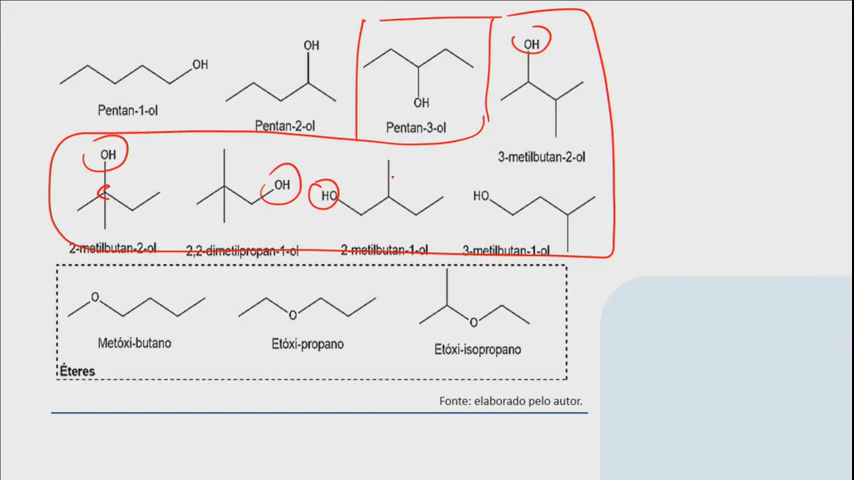 OH
OH
OH
OH
Pentan-1-ol
Pentan-2-ol
Pentan-3-ol
3-metilbutan-2-ol
OH
OH
HO
HO
2-metilbutan-2-ol
2,2-dimetilpropan-1-ol
2-metilbutan-1-ol
3-metilbutan-1-ol
O
O
O
Metóxi-butano
Etóxi-propano
Etóxi-isopropano
Éteres
Fonte: elaborado pelo autor.